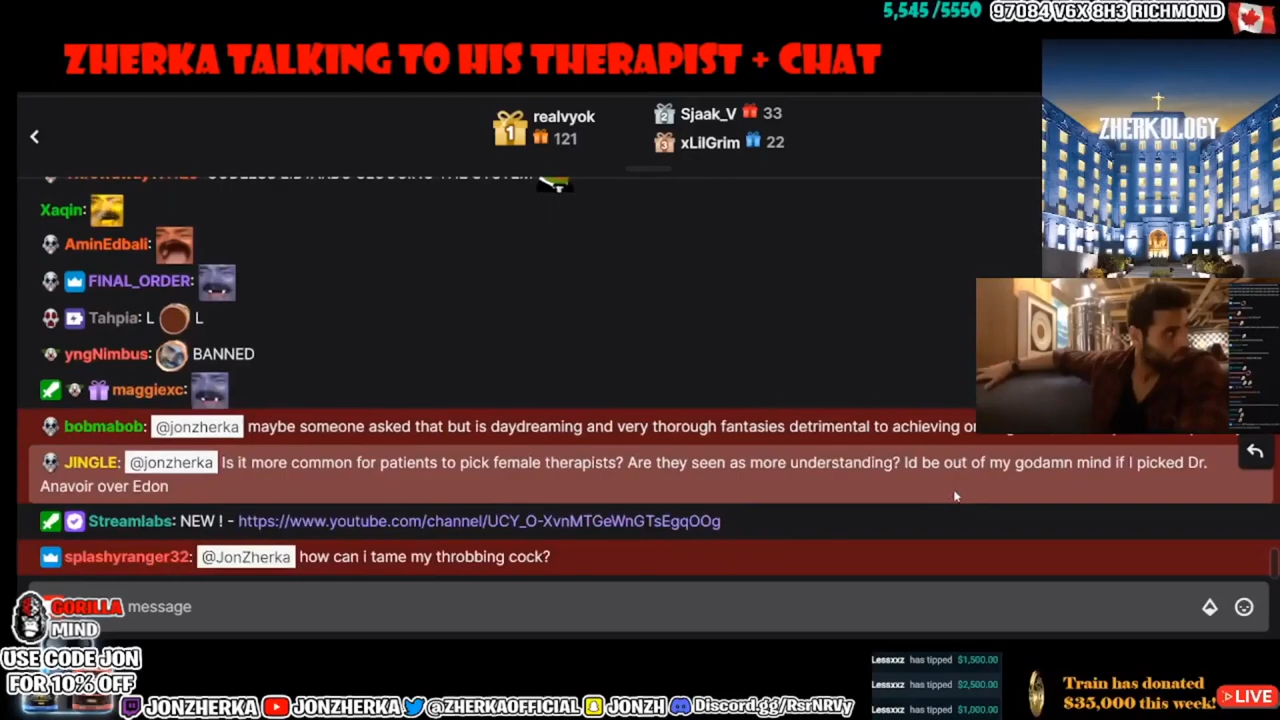 5,545 /5550
97084 V6X 8H3 RICHMOND
ZHERKA TALKING TO HIS THERAPIST + CHAT
1 realvyok
121
2 Sjaak_V 33
3 xLilGrim 22
ZHERKOLOGY
Xaqin:
AminEdbali:
FINAL_ORDER:
Tahpia: L L
yngNimbus: BANNED
maggiexc:
bobmabob: @jonzherka maybe someone asked that but is daydreaming and very thorough fantasies detrimental to achieving
JINGLE: @jonzherka Is it more common for patients to pick female therapists? Are they seen as more understanding? Id be out of my godamn mind if I picked Dr.
Anavoir over Edon
Streamlabs: NEW ! - https://www.youtube.com/channel/UCY_O-XvnMTGeWnGTsEgqOOg
splashyranger32: @JonZherka how can i tame my throbbing cock?
message
GORILLA
MIND
USE CODE JON
FOR 10% OFF
Lessxxz has tipped $1,500.00
Lessxxz has tipped $2,500.00
Lessxxz has tipped $1,000.00
Train has donated
$35,000 this week!
LIVE
JONZHERKA JONZHERKA @ZHERKAOFFICIAL JONZH Discord.gg/RsrNRVy